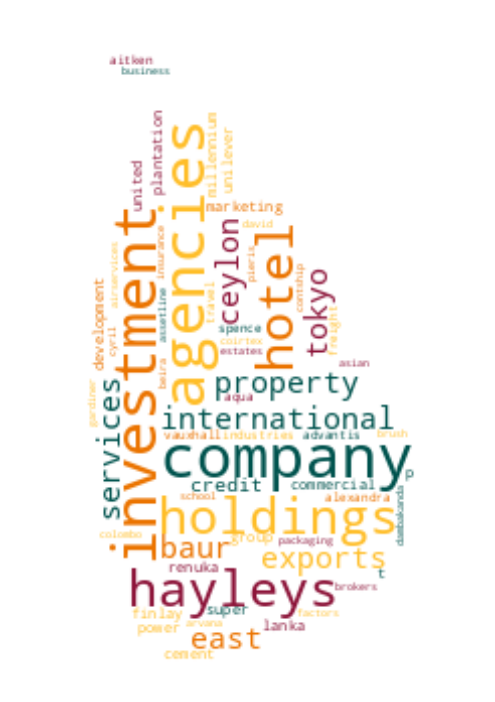 aitken
business
plantation
united
millennium
unilever
agencies
investment
marketing
david
ceylon
hotel
pieris
tokyo
contship
freight
insurance
airservices
development
cyril
assetline
travel
spence
coirtex
estates
asian
beira
property
aqua
gardiner
services
international
vauxhall
industries
advantis
brush
company
p
credit
commercial
school
alexandra
dambakanda
holdings
colombo
baur
group
packaging
exports
renuka
t
hayleys
brokers
finlay
super
factors
power
arvana
lanka
east
cement